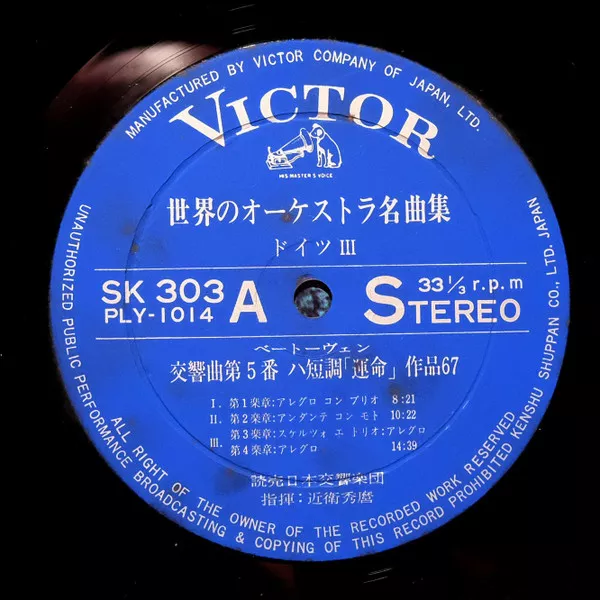 MANUFACTURED BY VICTOR COMPANY OF JAPAN, LTD.
VICTOR
HIS MASTER'S VOICE
世界のオーケストラ名曲集
ドイツ III
SK 303
PLY-1014
A
STEREO
33 1/3 r.p.m
ベートーヴェン
交響曲第5番 ハ短調「運命」作品67
I. 第1楽章:アレグロ コン ブリオ 8:21
II. 第2楽章:アンダンテ コン モト 10:22
III. 第3楽章:スケルツォ エ トリオ:アレグロ
第4楽章:アレグロ 14:39
読売日本交響楽団
指揮:近衛秀麿
UNAUTHORIZED PUBLIC PERFORMANCE BROADCASTING & COPYING OF THIS RECORD PROHIBITED KENSHU SHUPPAN CO., LTD. JAPAN
ALL RIGHT OF THE OWNER OF THE RECORDED WORK RESERVED